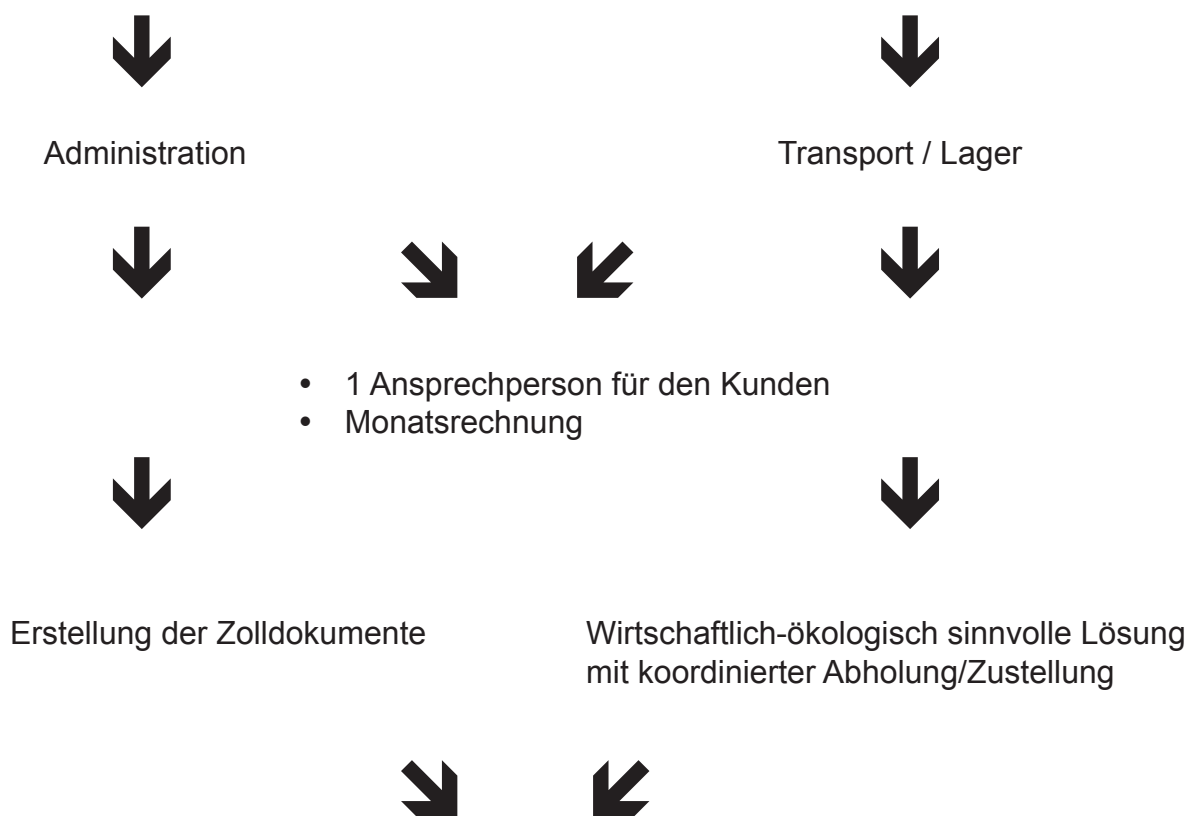 Administration
Transport / Lager
• 1 Ansprechperson für den Kunden
• Monatsrechnung
Erstellung der Zolldokumente
Wirtschaftlich-ökologisch sinnvolle Lösung
mit koordinierter Abholung/Zustellung